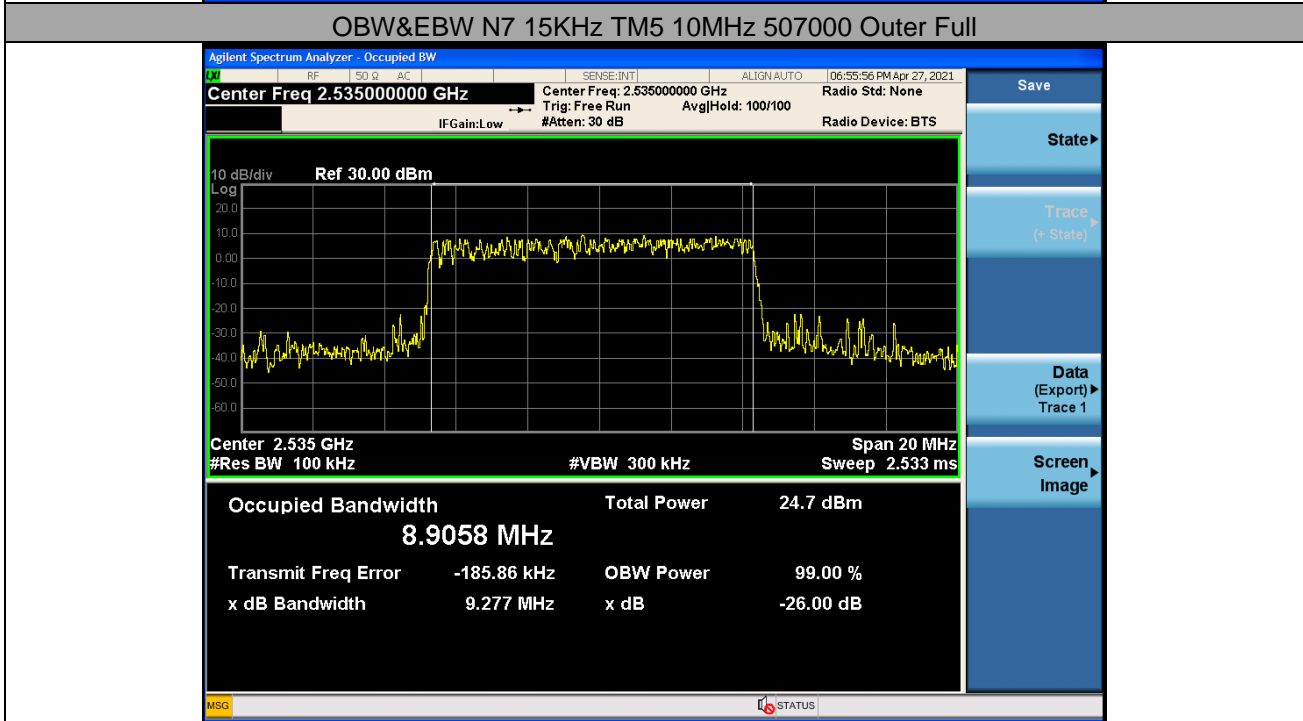 OBW&EBW N7 15KHz TM5 10MHz 507000 Outer Full
Agilent Spectrum Analyzer - Occupied BW
LXI RF 50 Ω AC SENSE:INT ALIGN AUTO 06:55:56 PM Apr 27, 2021
Center Freq 2.535000000 GHz Center Freq: 2.535000000 GHz Radio Std: None
Trig: Free Run Avg|Hold: 100/100
IFGain:Low #Atten: 30 dB Radio Device: BTS
10 dB/div Ref 30.00 dBm
Log
20.0
10.0
0.00
-10.0
-20.0
-30.0
-40.0
-50.0
-60.0
Center 2.535 GHz Span 20 MHz
#Res BW 100 kHz #VBW 300 kHz Sweep 2.533 ms
Occupied Bandwidth Total Power 24.7 dBm
8.9058 MHz
Transmit Freq Error -185.86 kHz OBW Power 99.00 %
x dB Bandwidth 9.277 MHz x dB -26.00 dB
MSG STATUS
Save
State
Trace
(+ State)
Data
(Export)
Trace 1
Screen
Image